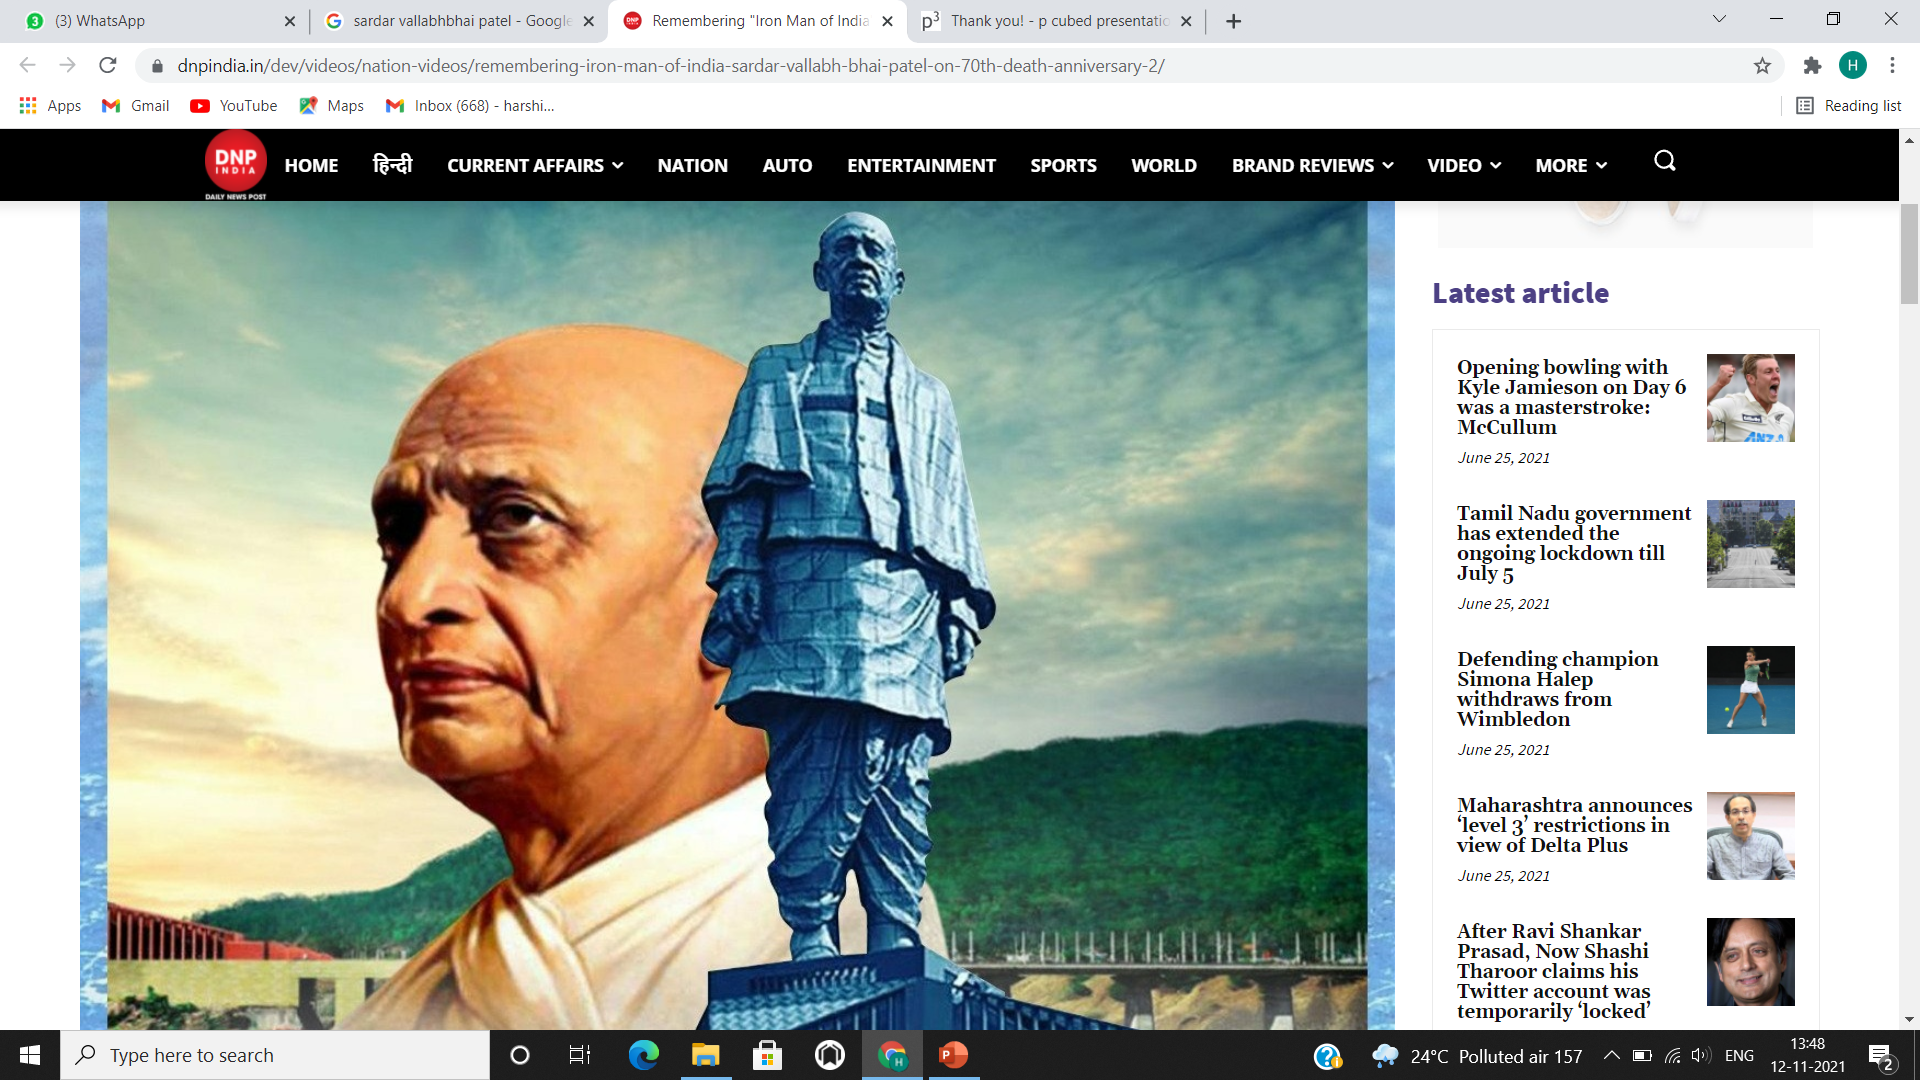 (3) WhatsApp
sardar vallabhbhai patel - Google
Remembering "Iron Man of India
Thank you! - p cubed presentatio
dnpindia.in/dev/videos/nation-videos/remembering-iron-man-of-india-sardar-vallabh-bhai-patel-on-70th-death-anniversary-2/
H
Apps
Gmail
YouTube
Maps
Inbox (668) - harshi...
Reading list
DNP
INDIA
DAILY NEWS POST
HOME
हिन्दी
CURRENT AFFAIRS
NATION
AUTO
ENTERTAINMENT
SPORTS
WORLD
BRAND REVIEWS
VIDEO
MORE
Latest article
Opening bowling with
Kyle Jamieson on Day 6
was a masterstroke:
McCullum
June 25, 2021
Tamil Nadu government
has extended the
ongoing lockdown till
July 5
June 25, 2021
Defending champion
Simona Halep
withdraws from
Wimbledon
June 25, 2021
Maharashtra announces
‘level 3’ restrictions in
view of Delta Plus
June 25, 2021
After Ravi Shankar
Prasad, Now Shashi
Tharoor claims his
Twitter account was
temporarily ‘locked’
Type here to search
24°C Polluted air 157
ENG
13:48
12-11-2021
2